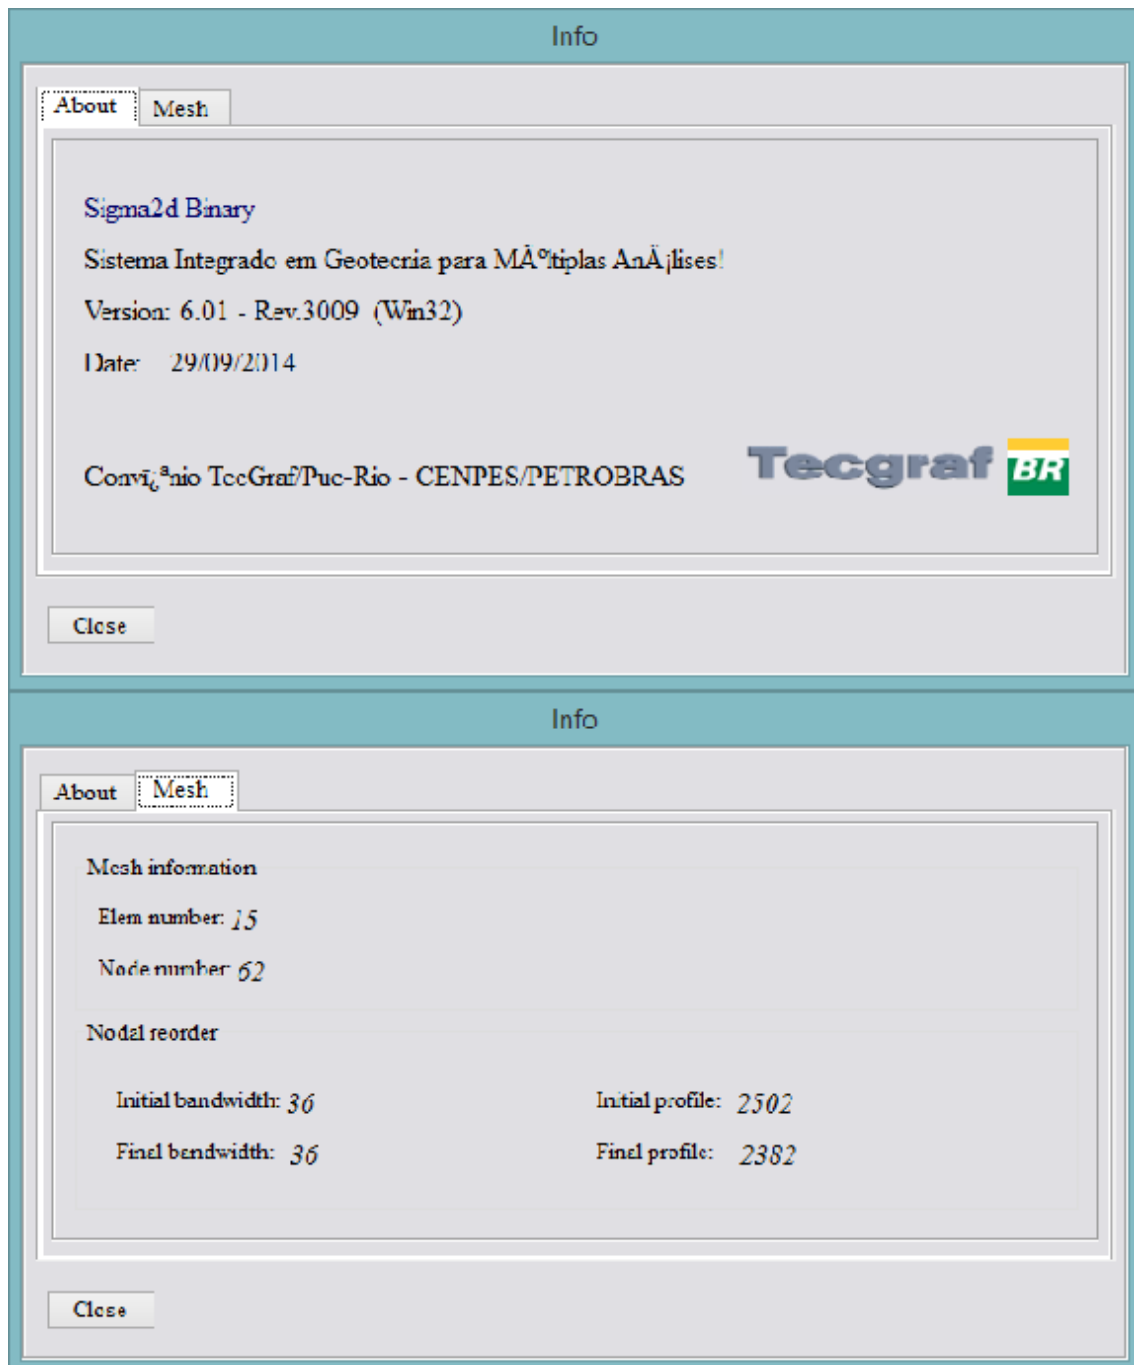 Info
About
Mesh
Sigma2d Binary
Sistema Integrado em Geotecnia para MÃºltiplas AnÃ¡lises!
Version: 6.01 - Rev.3009 (Win32)
Date: 29/09/2014
Convï¿ªnio TecGraf/Puc-Rio - CENPES/PETROBRAS
Tecgraf BR
Close
Info
About
Mesh
Mesh information
Elem number: 15
Node number: 62
Nodal reorder
Initial bandwidth: 36 Initial profile: 2502
Final bandwidth: 36 Final profile: 2382
Close